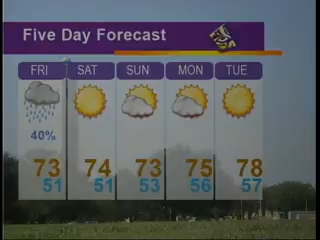 Five Day Forecast
FRI SAT SUN MON TUE
40%
73 74 73 75 78
51 51 53 56 57